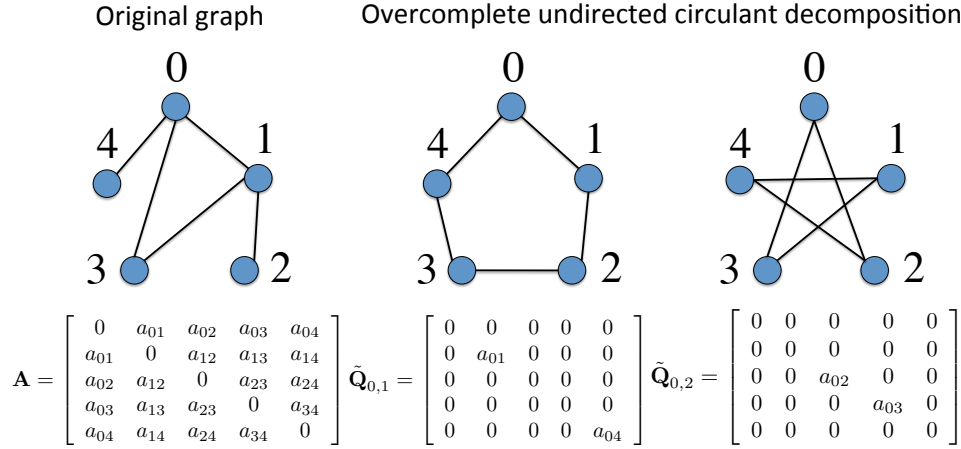 Original graph
Overcomplete undirected circulant decomposition
0
4
1
3
2
0
4
1
3
2
0
4
1
3
2
A = [ 0 a₀₁ a₀₂ a₀₃ a₀₄
a₀₁ 0 a₁₂ a₁₃ a₁₄
a₀₂ a₁₂ 0 a₂₃ a₂₄
a₀₃ a₁₃ a₂₃ 0 a₃₄
a₀₄ a₁₄ a₂₄ a₃₄ 0 ]
Q̃₀,₁ = [ 0 0 0 0 0
0 a₀₁ 0 0 0
0 0 0 0 0
0 0 0 0 0
0 0 0 0 a₀₄ ]
Q̃₀,₂ = [ 0 0 0 0 0
0 0 0 0 0
0 0 a₀₂ 0 0
0 0 0 a₀₃ 0
0 0 0 0 0 ]